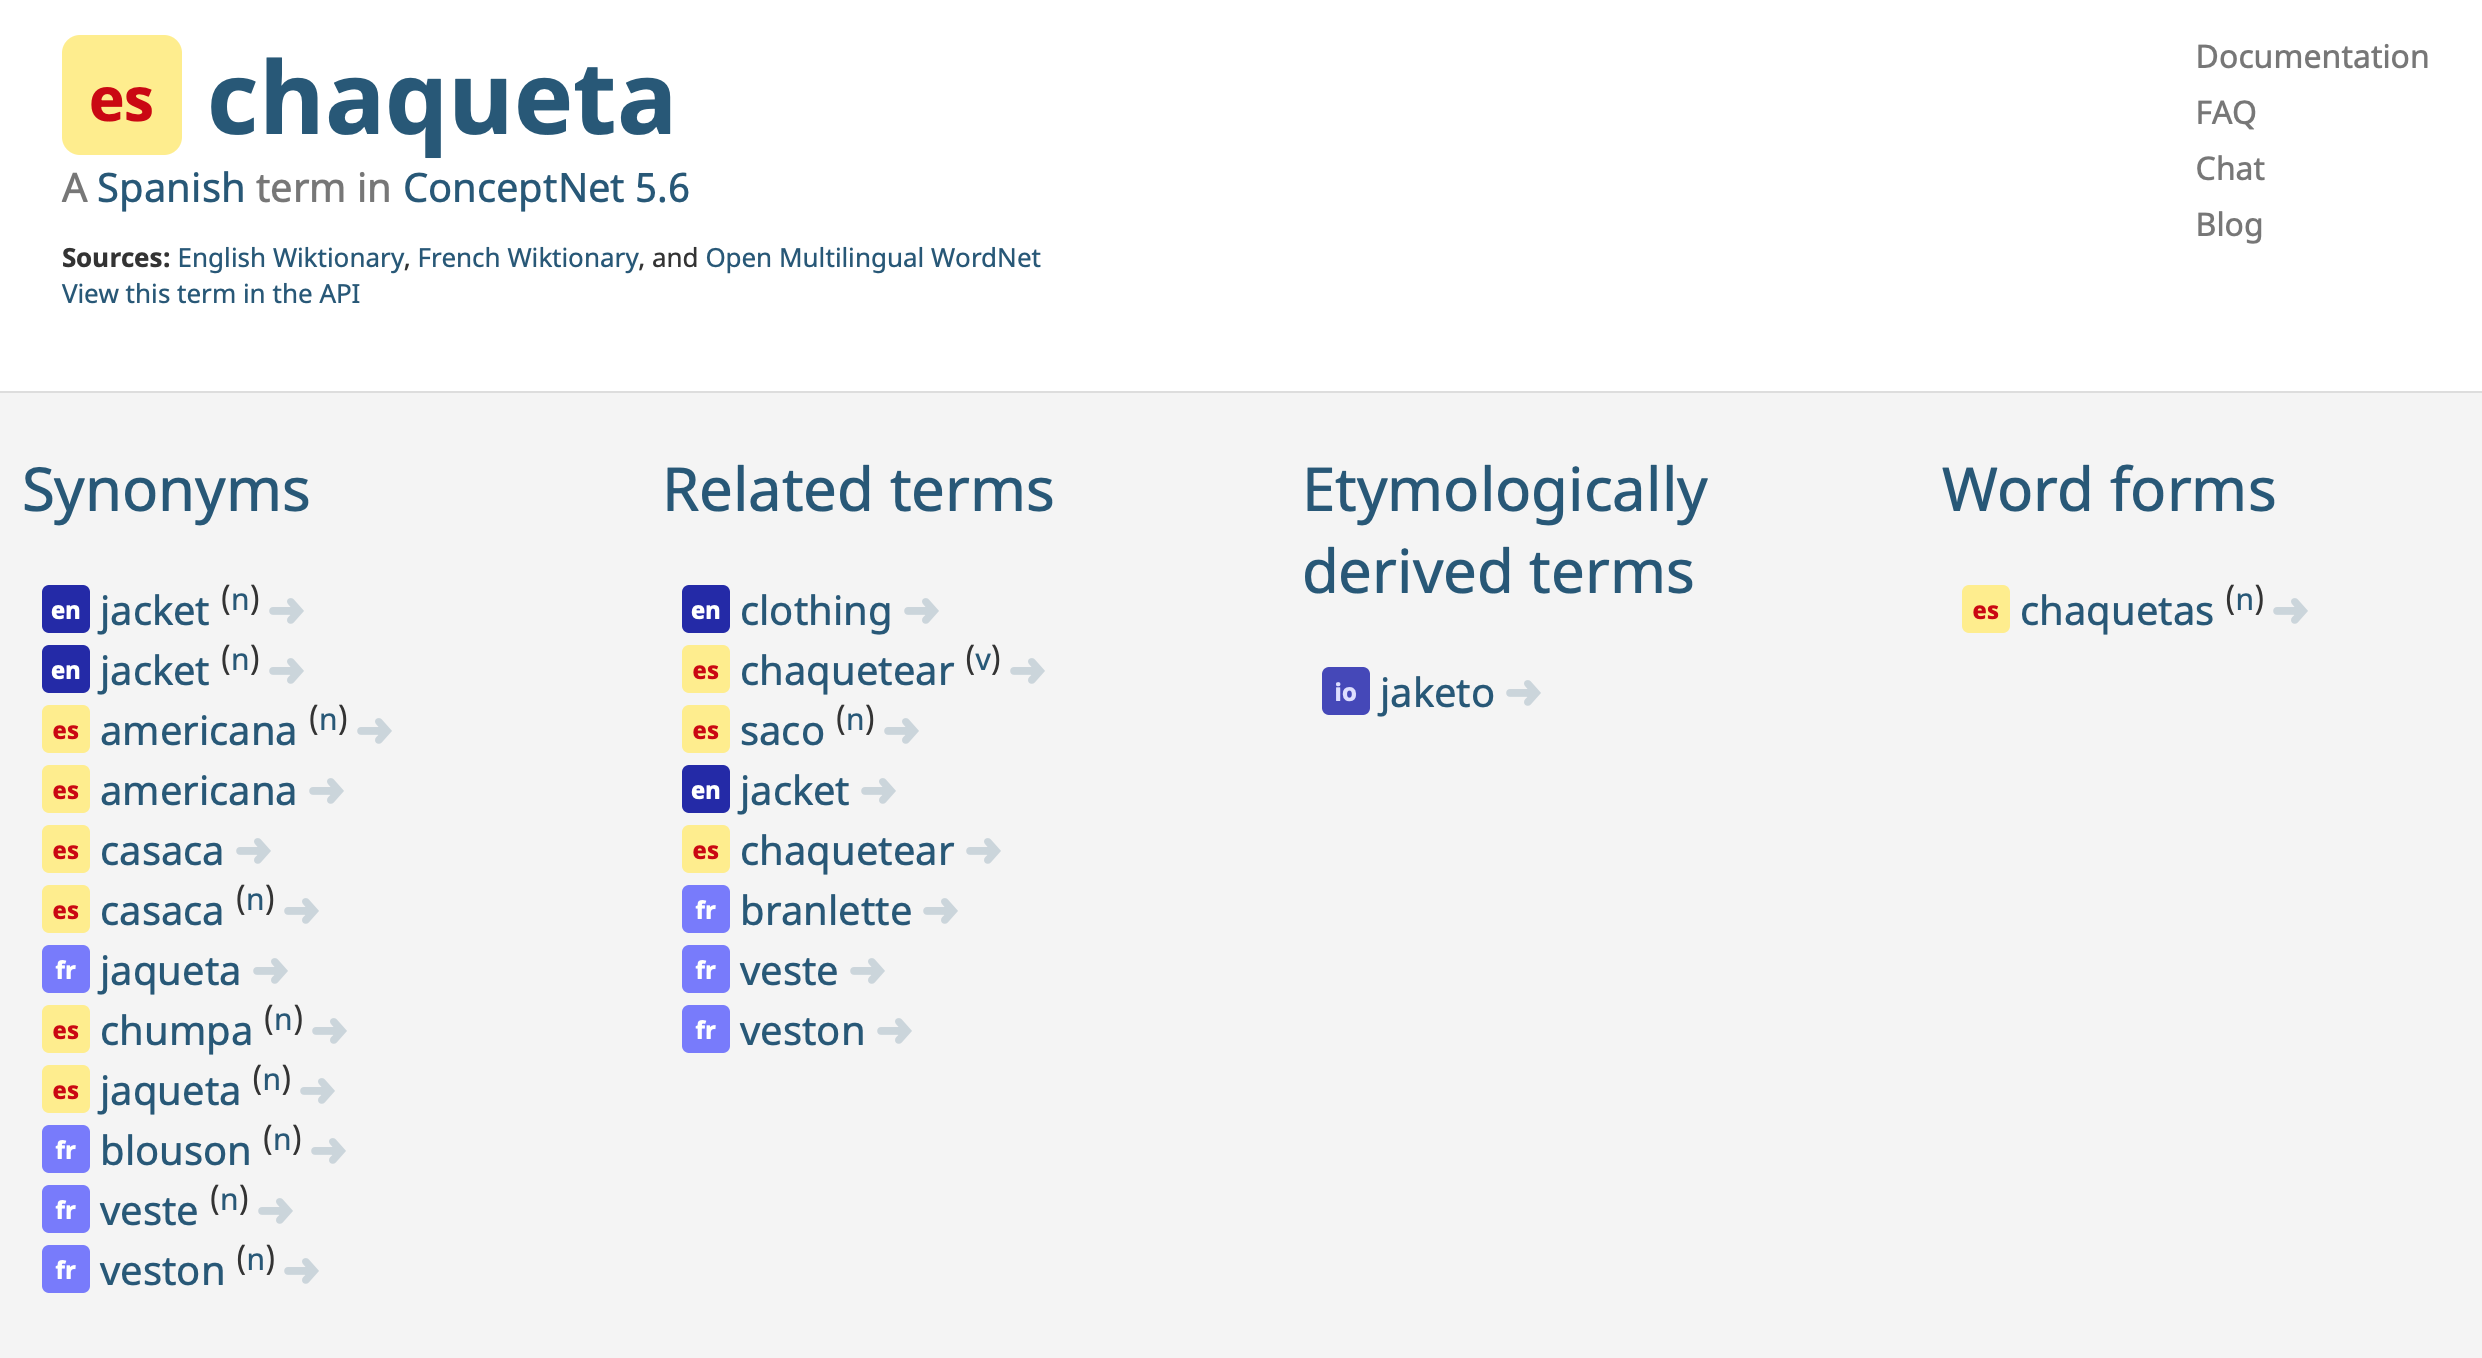 es chaqueta
A Spanish term in ConceptNet 5.6
Sources: English Wiktionary, French Wiktionary, and Open Multilingual WordNet
View this term in the API
Documentation
FAQ
Chat
Blog
Synonyms
en jacket (n) ➜
en jacket (n) ➜
es americana (n) ➜
es americana ➜
es casaca ➜
es casaca (n) ➜
fr jaqueta ➜
es chumpa (n) ➜
es jaqueta (n) ➜
fr blouson (n) ➜
fr veste (n) ➜
fr veston (n) ➜
Related terms
en clothing ➜
es chaquetear (v) ➜
es saco (n) ➜
en jacket ➜
es chaquetear ➜
fr branlette ➜
fr veste ➜
fr veston ➜
Etymologically
derived terms
io jaketo ➜
Word forms
es chaquetas (n) ➜